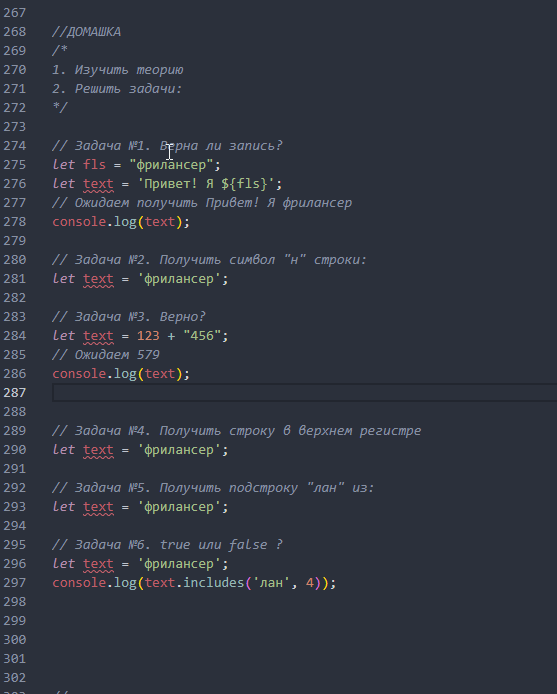 267
268 //ДОМАШКА
269 /*
270 1. Изучить теорию
271 2. Решить задачи:
272 */
273
274 // Задача №1. Верна ли запись?
275 let fls = "фрилансер";
276 let text = 'Привет! Я ${fls}';
277 // Ожидаем получить Привет! Я фрилансер
278 console.log(text);
279
280 // Задача №2. Получить символ "н" строки:
281 let text = 'фрилансер';
282
283 // Задача №3. Верно?
284 let text = 123 + "456";
285 // Ожидаем 579
286 console.log(text);
287
288
289 // Задача №4. Получить строку в верхнем регистре
290 let text = 'фрилансер';
291
292 // Задача №5. Получить подстроку "лан" из:
293 let text = 'фрилансер';
294
295 // Задача №6. true или false ?
296 let text = 'фрилансер';
297 console.log(text.includes('лан', 4));
298
299
300
301
302